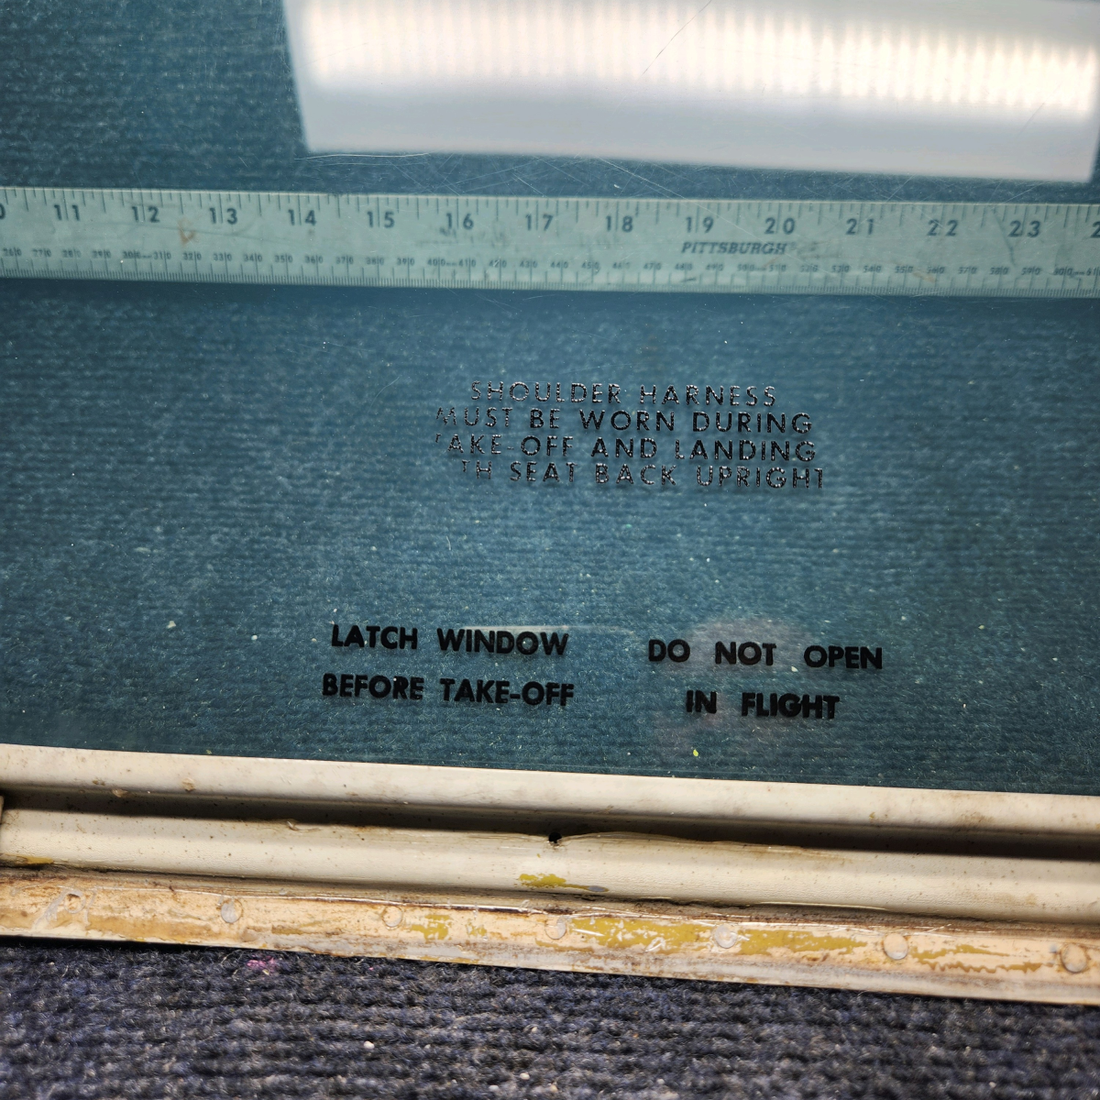 11 12 13 14 15 16 17 18 19 20 21 22 23
PITTSBURGH
SHOULDER HARNESS
MUST BE WORN DURING
AKE-OFF AND LANDING
TH SEAT BACK UPRIGHT
LATCH WINDOW
BEFORE TAKE-OFF
DO NOT OPEN
IN FLIGHT